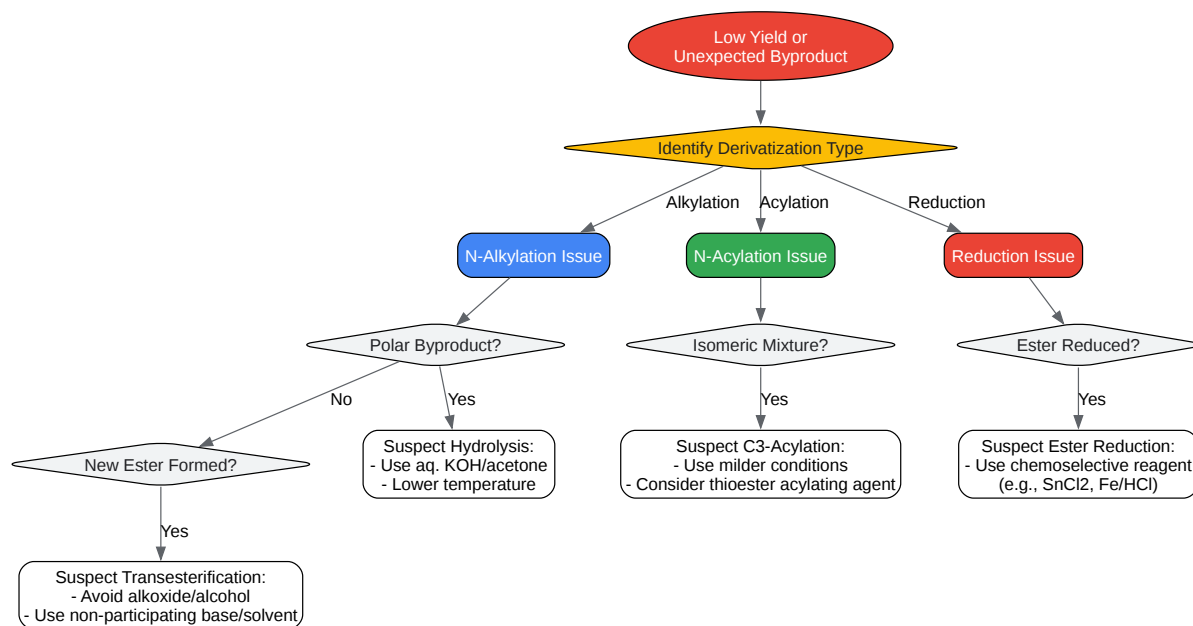 Low Yield or
Unexpected Byproduct
Identify Derivatization Type
Alkylation
Acylation
Reduction
N-Alkylation Issue
N-Acylation Issue
Reduction Issue
Polar Byproduct?
Isomeric Mixture?
Ester Reduced?
No
Yes
Yes
Yes
New Ester Formed?
Suspect Hydrolysis:
- Use aq. KOH/acetone
- Lower temperature
Suspect C3-Acylation:
- Use milder conditions
- Consider thioester acylating agent
Suspect Ester Reduction:
- Use chemoselective reagent
(e.g., SnCl2, Fe/HCl)
Yes
Suspect Transesterification:
- Avoid alkoxide/alcohol
- Use non-participating base/solvent